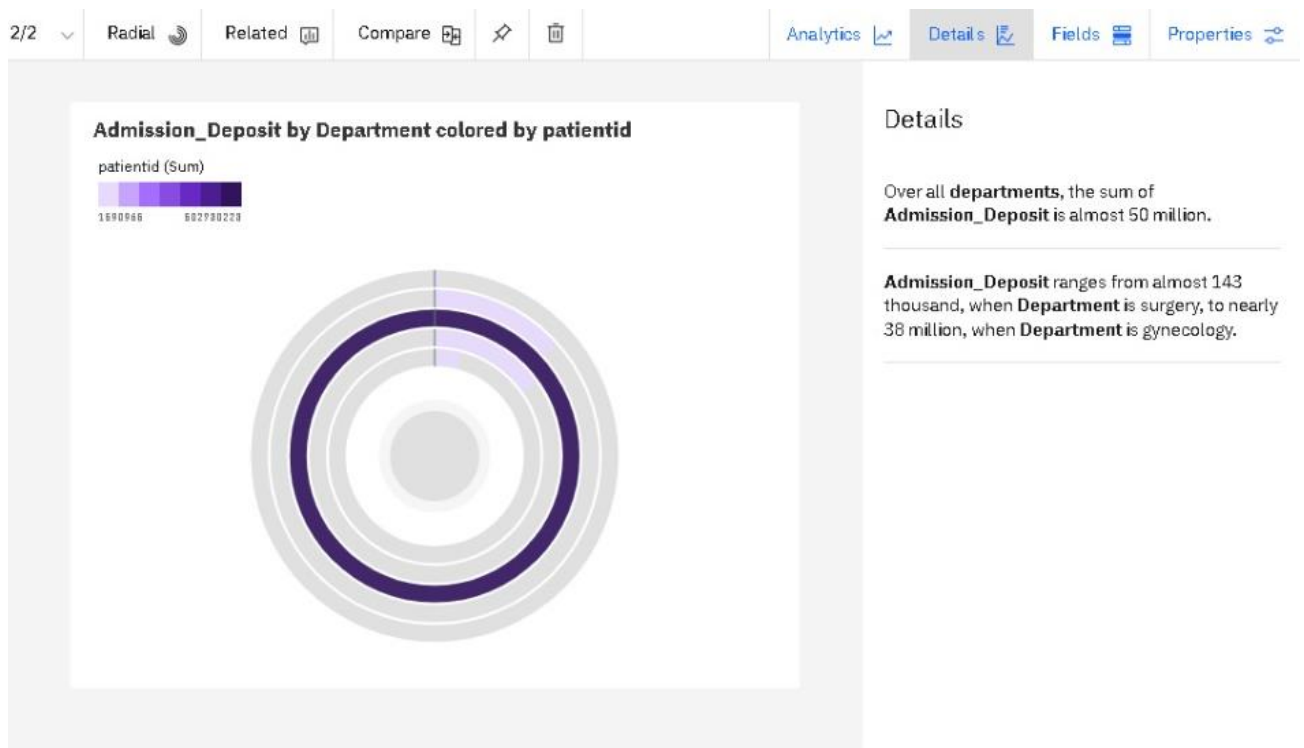 2/2 Radial Related Compare Analytics Details Fields Properties
Admission_Deposit by Department colored by patientid
patientid (Sum)
1590966 502780223
Details
Over all departments, the sum of
Admission_Deposit is almost 50 million.
Admission_Deposit ranges from almost 143
thousand, when Department is surgery, to nearly
38 million, when Department is gynecology.